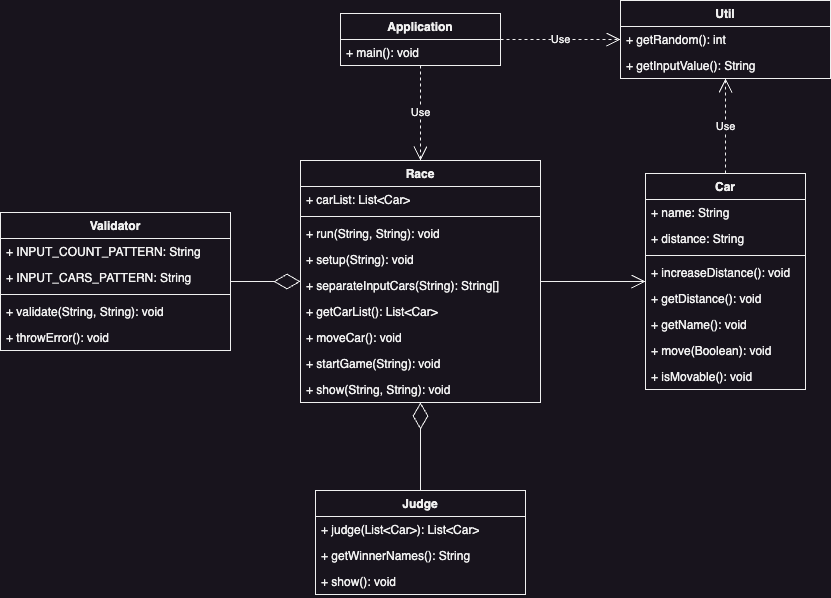 Application
+ main(): void
Use
Util
+ getRandom(): int
+ getInputValue(): String
Use
Use
Race
+ carList: List<Car>
+ run(String, String): void
+ setup(String): void
+ separateInputCars(String): String[]
+ getCarList(): List<Car>
+ moveCar(): void
+ startGame(String): void
+ show(String, String): void
Car
+ name: String
+ distance: String
+ increaseDistance(): void
+ getDistance(): void
+ getName(): void
+ move(Boolean): void
+ isMovable(): void
Validator
+ INPUT_COUNT_PATTERN: String
+ INPUT_CARS_PATTERN: String
+ validate(String, String): void
+ throwError(): void
Judge
+ judge(List<Car>): List<Car>
+ getWinnerNames(): String
+ show(): void